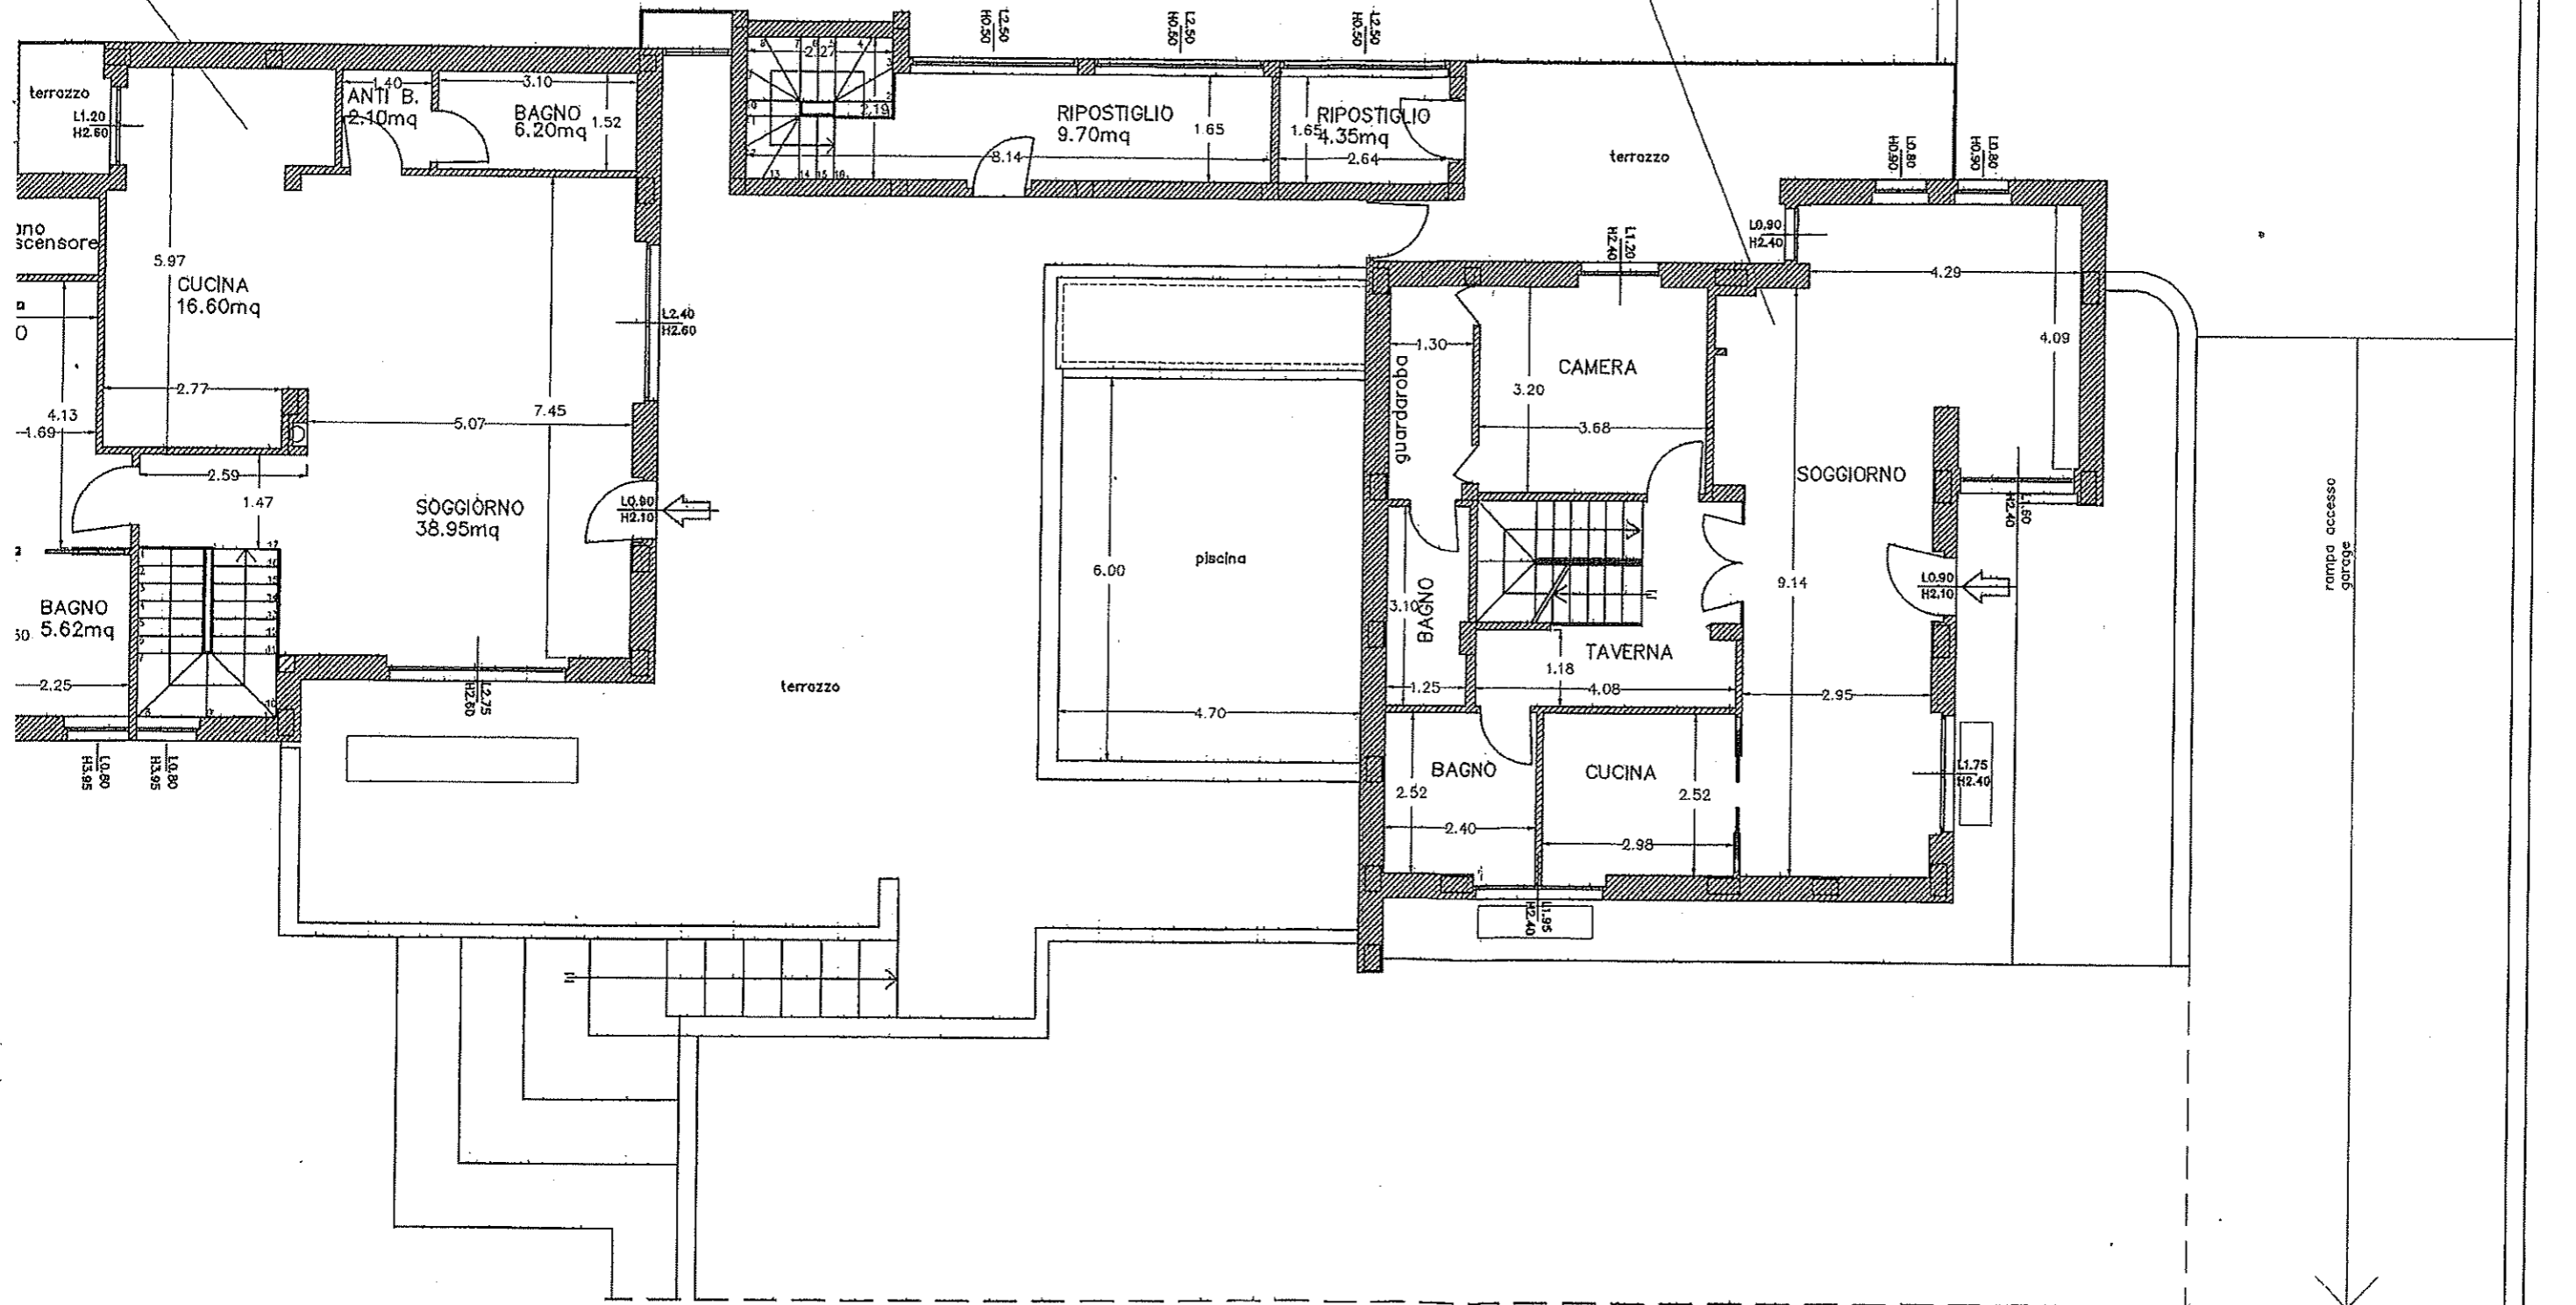 terrazzo
L1.20
H2.60
1.40
ANTI B.
2.10mq
3.10
BAGNO
6.20mq
1.52
5.97
CUCINA
16.60mq
scensore
2.77
4.13
1.69
5.07
7.45
2.59
1.47
SOGGIORNO
38.95mq
L2.40
H2.60
L0.90
H2.10
BAGNO
5.62mq
2.25
L0.80
H3.95
L0.80
H3.95
L2.75
H2.60
2.27
2.19
L2.50
H0.50
L2.50
H0.50
L2.50
H0.50
RIPOSTIGLIO
9.70mq
1.65
8.14
RIPOSTIGLIO
4.35mq
1.65
2.64
terrazzo
terrazzo
piscina
6.00
4.70
L0.80
H0.90
L0.80
H0.90
L0.90
H2.40
L1.20
H2.40
4.29
4.09
1.30
guardaroba
CAMERA
3.20
3.68
SOGGIORNO
L1.60
H2.40
9.14
L0.90
H2.10
BAGNO
3.10
1.25
TAVERNA
1.18
4.08
2.95
BAGNO
2.52
2.40
CUCINA
2.52
2.98
L1.75
H2.40
L1.95
H2.40
rampa accesso
garage